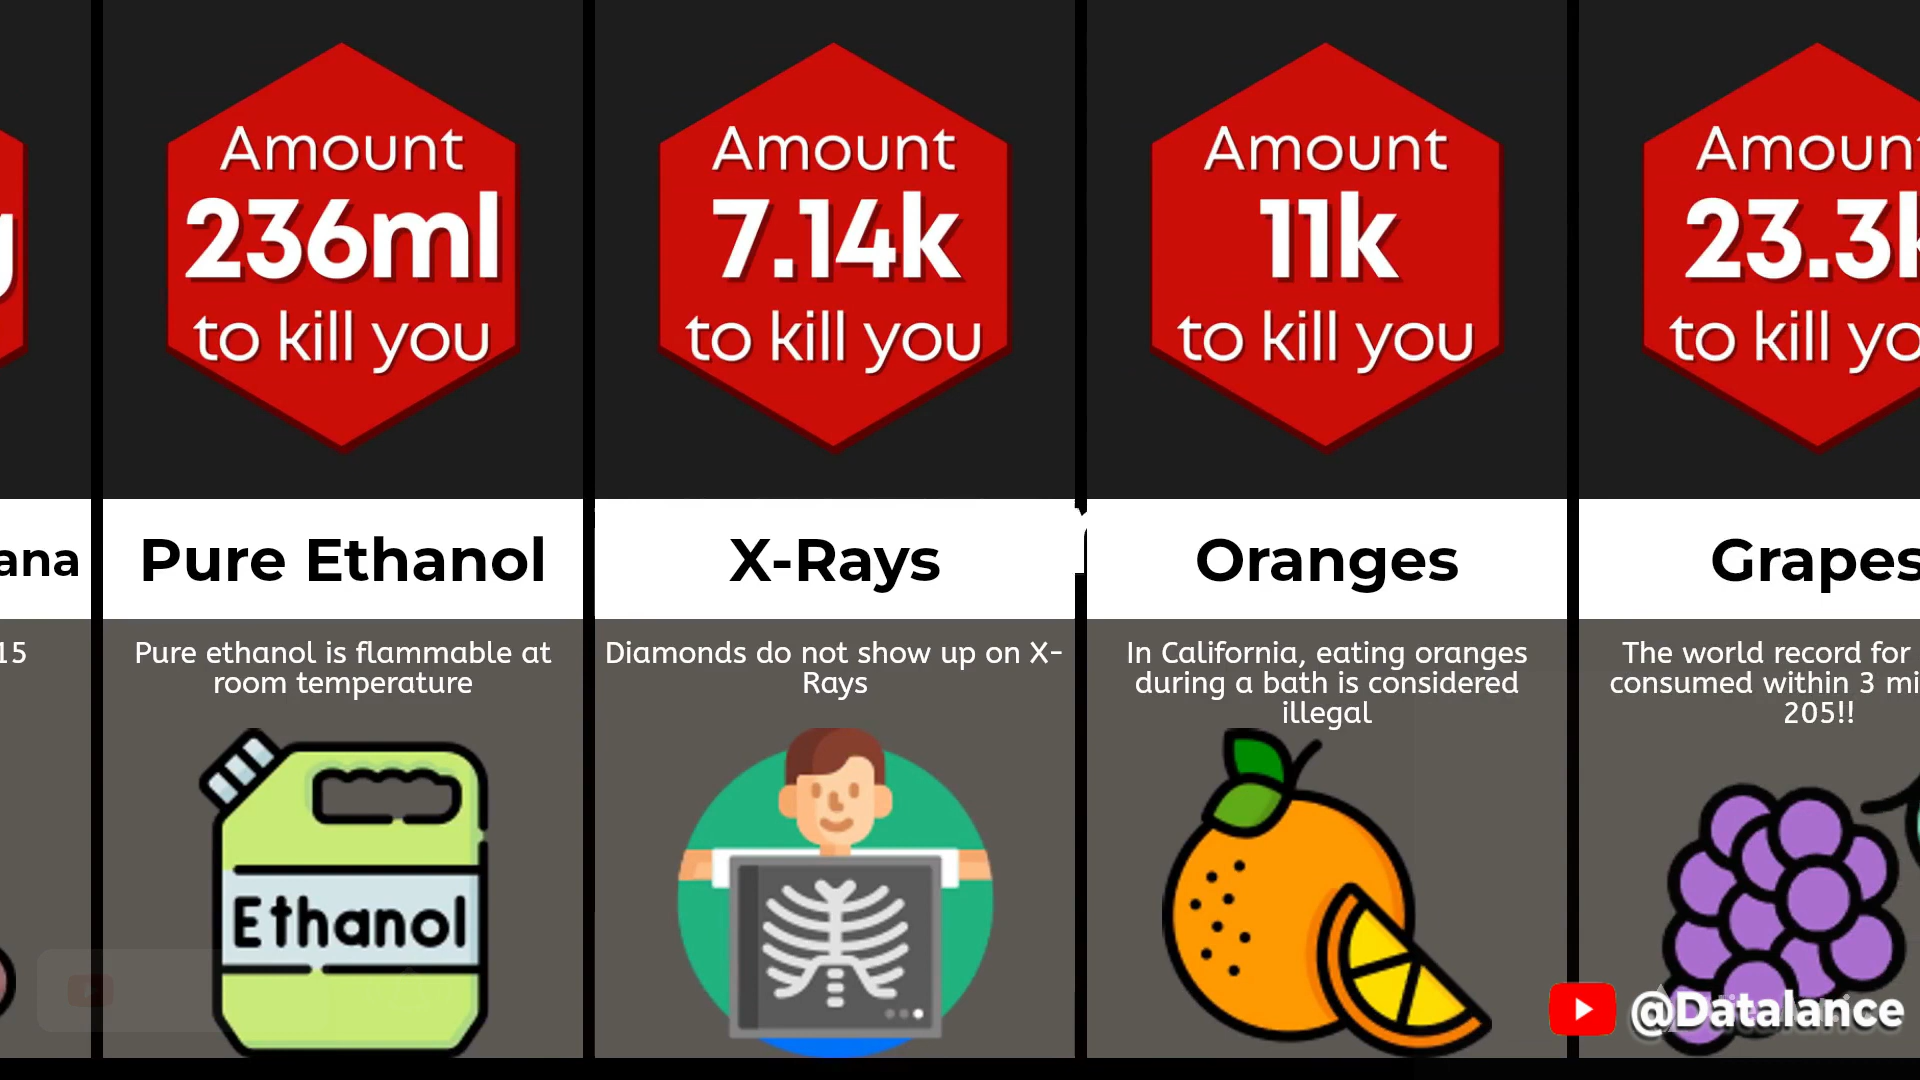 Amount
236ml
to kill you
Pure Ethanol
Pure ethanol is flammable at
room temperature
Ethanol
Amount
7.14k
to kill you
X-Rays
Diamonds do not show up on X-
Rays
Amount
11k
to kill you
Oranges
In California, eating oranges
during a bath is considered
illegal
Amount
23.3k
to kill yo
Grapes
The world record for
consumed within 3 mi
205!!
ana
15
@Datalance